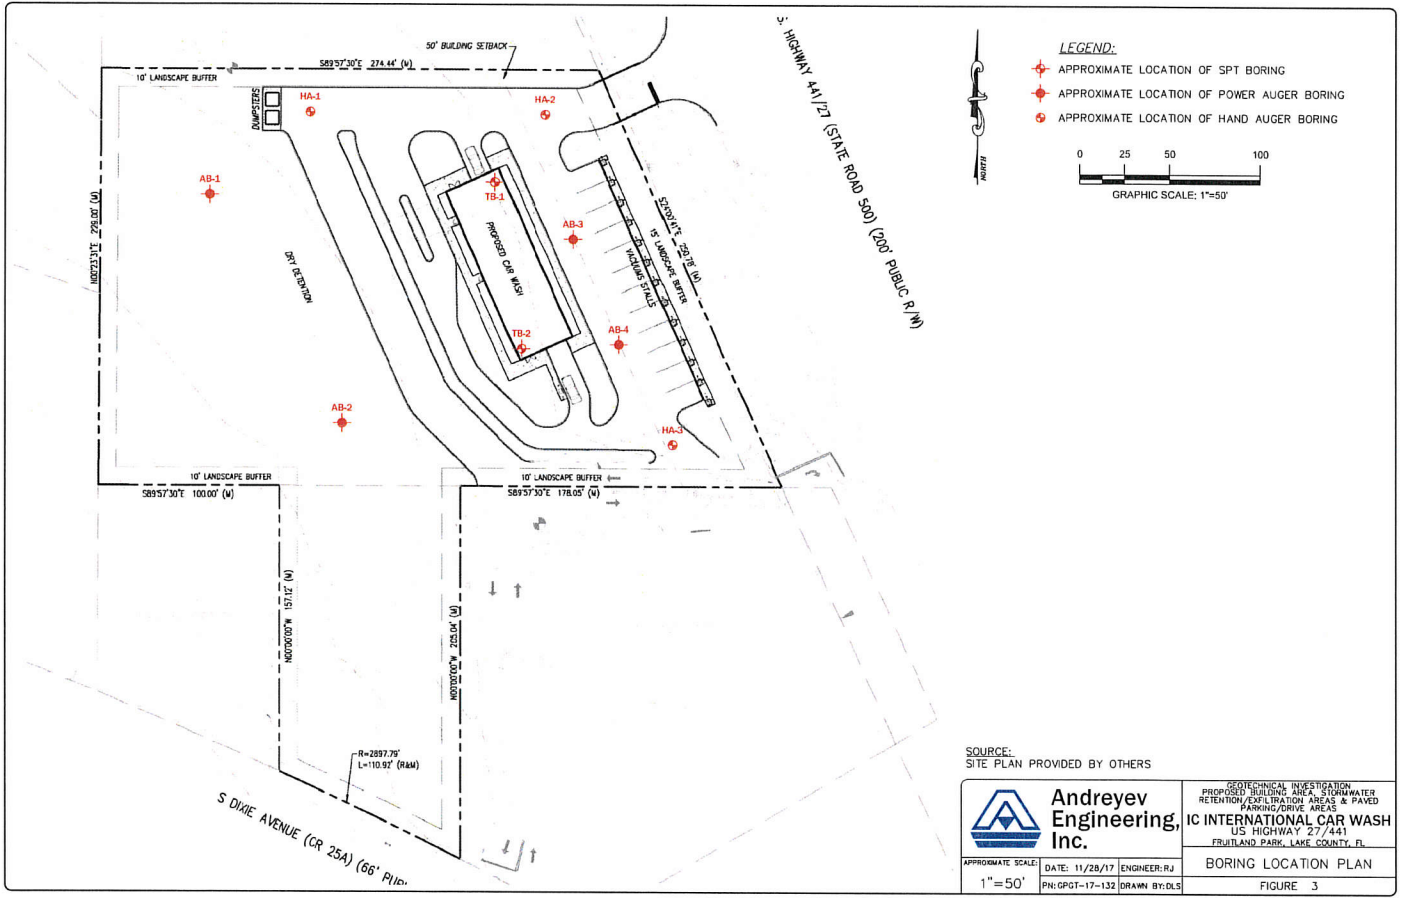 50' BUILDING SETBACK
S89°57'30"E 274.44' (M)
10' LANDSCAPE BUFFER
DUMPSTERS
HA-1
HA-2
AB-1
TB-1
AB-3
TB-2
AB-4
AB-2
HA-3
N00°23'31"E 229.00' (M)
DRY DETENTION
PROPOSED CAR WASH
VACUUMS STALLS
15' LANDSCAPE BUFFER
S24°00'41"E 250.78' (M)
S. HIGHWAY 441/27 (STATE ROAD 500) (200' PUBLIC R/W)
10' LANDSCAPE BUFFER
S89°57'30"E 100.00' (M)
10' LANDSCAPE BUFFER
S89°57'30"E 178.05' (M)
N00°00'00"W 157.12' (M)
N00°00'00"W 205.04' (M)
R=2897.79'
L=110.92' (R&M)
S DIXIE AVENUE (CR 25A) (66'
NORTH
LEGEND:
APPROXIMATE LOCATION OF SPT BORING
APPROXIMATE LOCATION OF POWER AUGER BORING
APPROXIMATE LOCATION OF HAND AUGER BORING
0 25 50 100
GRAPHIC SCALE: 1"=50'
SOURCE:
SITE PLAN PROVIDED BY OTHERS
Andreyev
Engineering,
Inc.
GEOTECHNICAL INVESTIGATION
PROPOSED BUILDING AREA, STORMWATER
RETENTION/EXFILTRATION AREAS & PAVED
PARKING/DRIVE AREAS
IC INTERNATIONAL CAR WASH
US HIGHWAY 27/441
FRUITLAND PARK, LAKE COUNTY, FL
APPROXIMATE SCALE:
1"=50'
DATE: 11/28/17 ENGINEER: RJ
PN: GPGT-17-132 DRAWN BY: DLS
BORING LOCATION PLAN
FIGURE 3